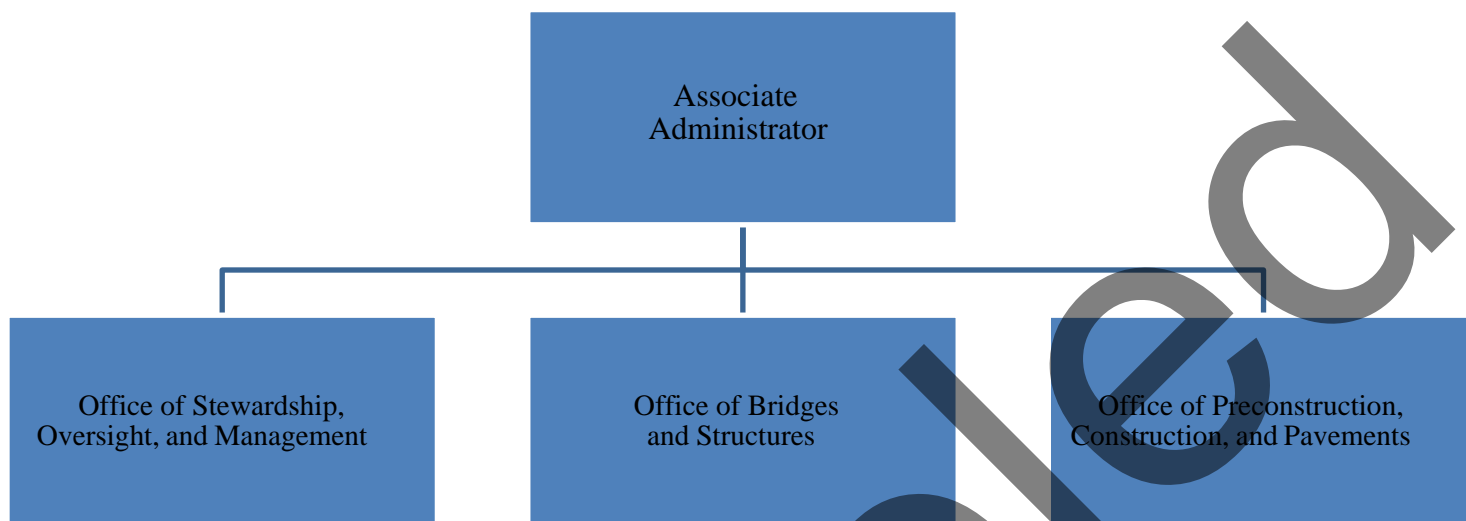 Associate
Administrator
Office of Stewardship,
Oversight, and Management
Office of Bridges
and Structures
Office of Preconstruction,
Construction, and Pavements
led